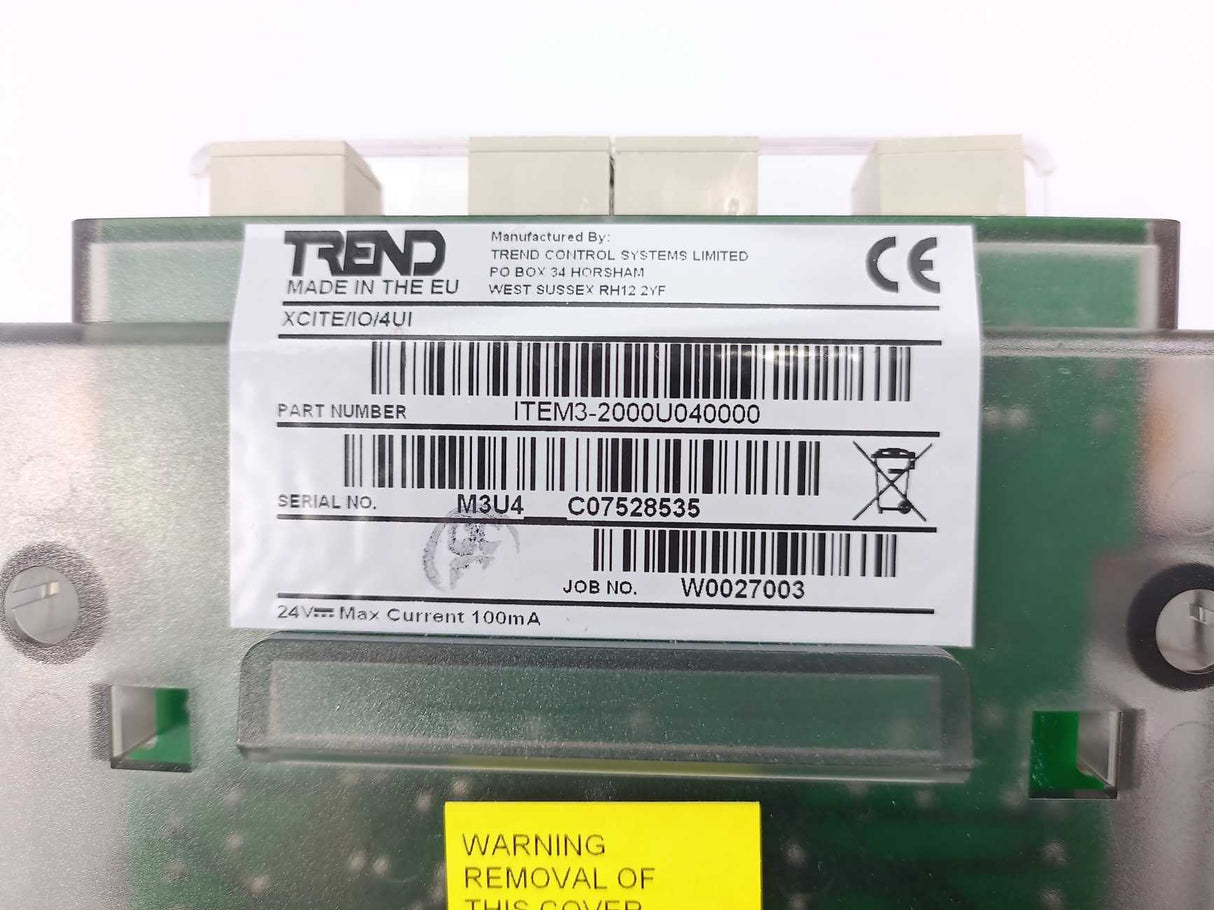 TREND
MADE IN THE EU
Manufactured By:
TREND CONTROL SYSTEMS LIMITED
PO BOX 34 HORSHAM
WEST SUSSEX RH12 2YF
CE
XCITE/IO/4UI
PART NUMBER ITEM3-2000U040000
SERIAL NO. M3U4 C07528535
JOB NO. W0027003
24V⎓ Max Current 100mA
WARNING
REMOVAL OF
THIS COVER